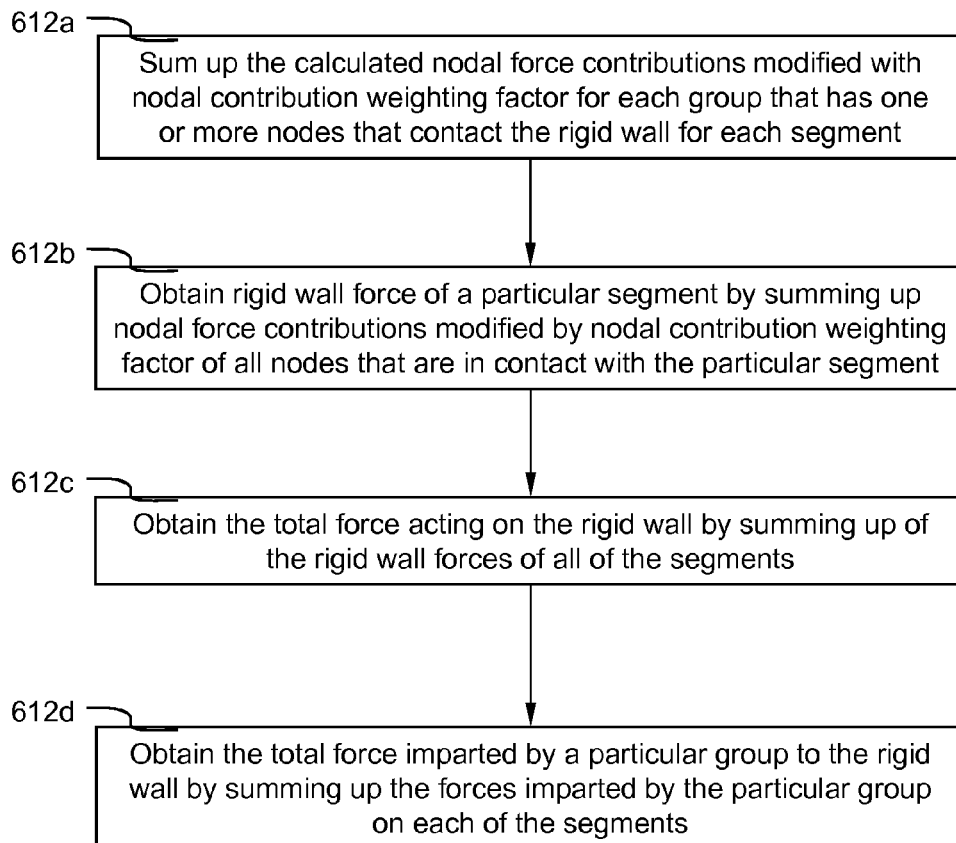 612a
Sum up the calculated nodal force contributions modified with
nodal contribution weighting factor for each group that has one
or more nodes that contact the rigid wall for each segment
612b
Obtain rigid wall force of a particular segment by summing up
nodal force contributions modified by nodal contribution weighting
factor of all nodes that are in contact with the particular segment
612c
Obtain the total force acting on the rigid wall by summing up of
the rigid wall forces of all of the segments
612d
Obtain the total force imparted by a particular group to the rigid
wall by summing up the forces imparted by the particular group
on each of the segments